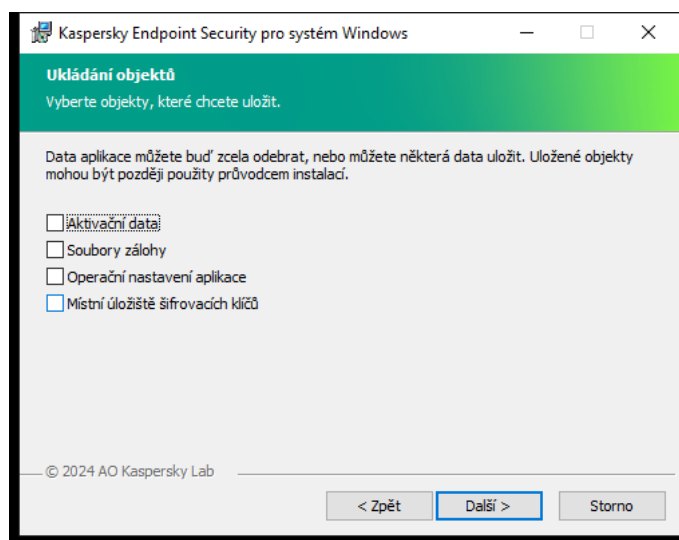 Kaspersky Endpoint Security pro systém Windows
Ukládání objektů
Vyberte objekty, které chcete uložit.
Data aplikace můžete buď zcela odebrat, nebo můžete některá data uložit. Uložené objekty
mohou být později použity průvodcem instalací.
Aktivační data
Soubory zálohy
Operační nastavení aplikace
Místní úložiště šifrovacích klíčů
© 2024 AO Kaspersky Lab
< Zpět
Další >
Storno